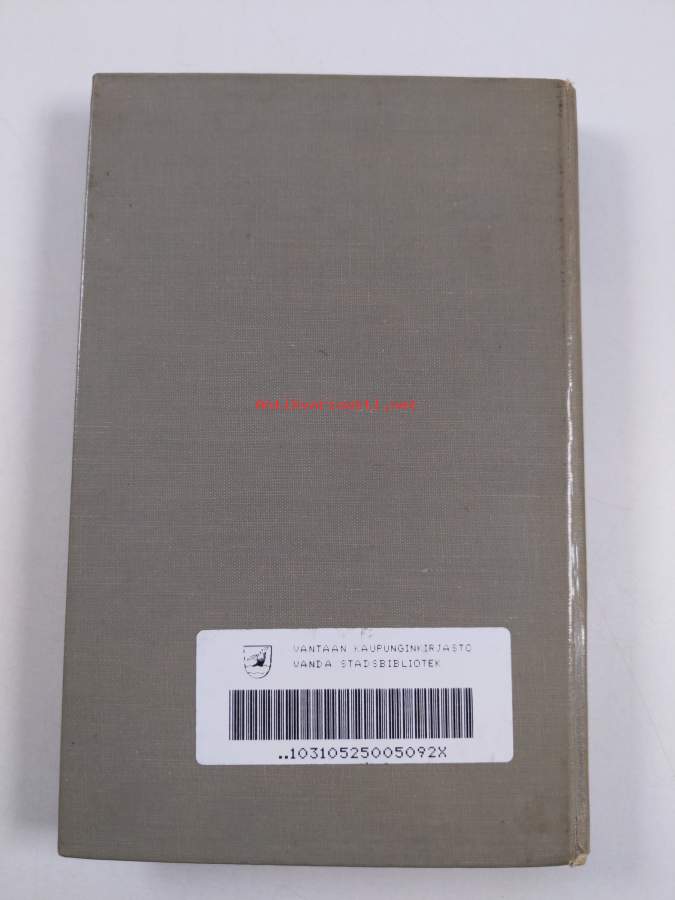 Antikvariaatti.net
VANTAAN KAUPUNGINKIRJASTO
VANDA STADSBIBLIOTEK
..10310525005092X